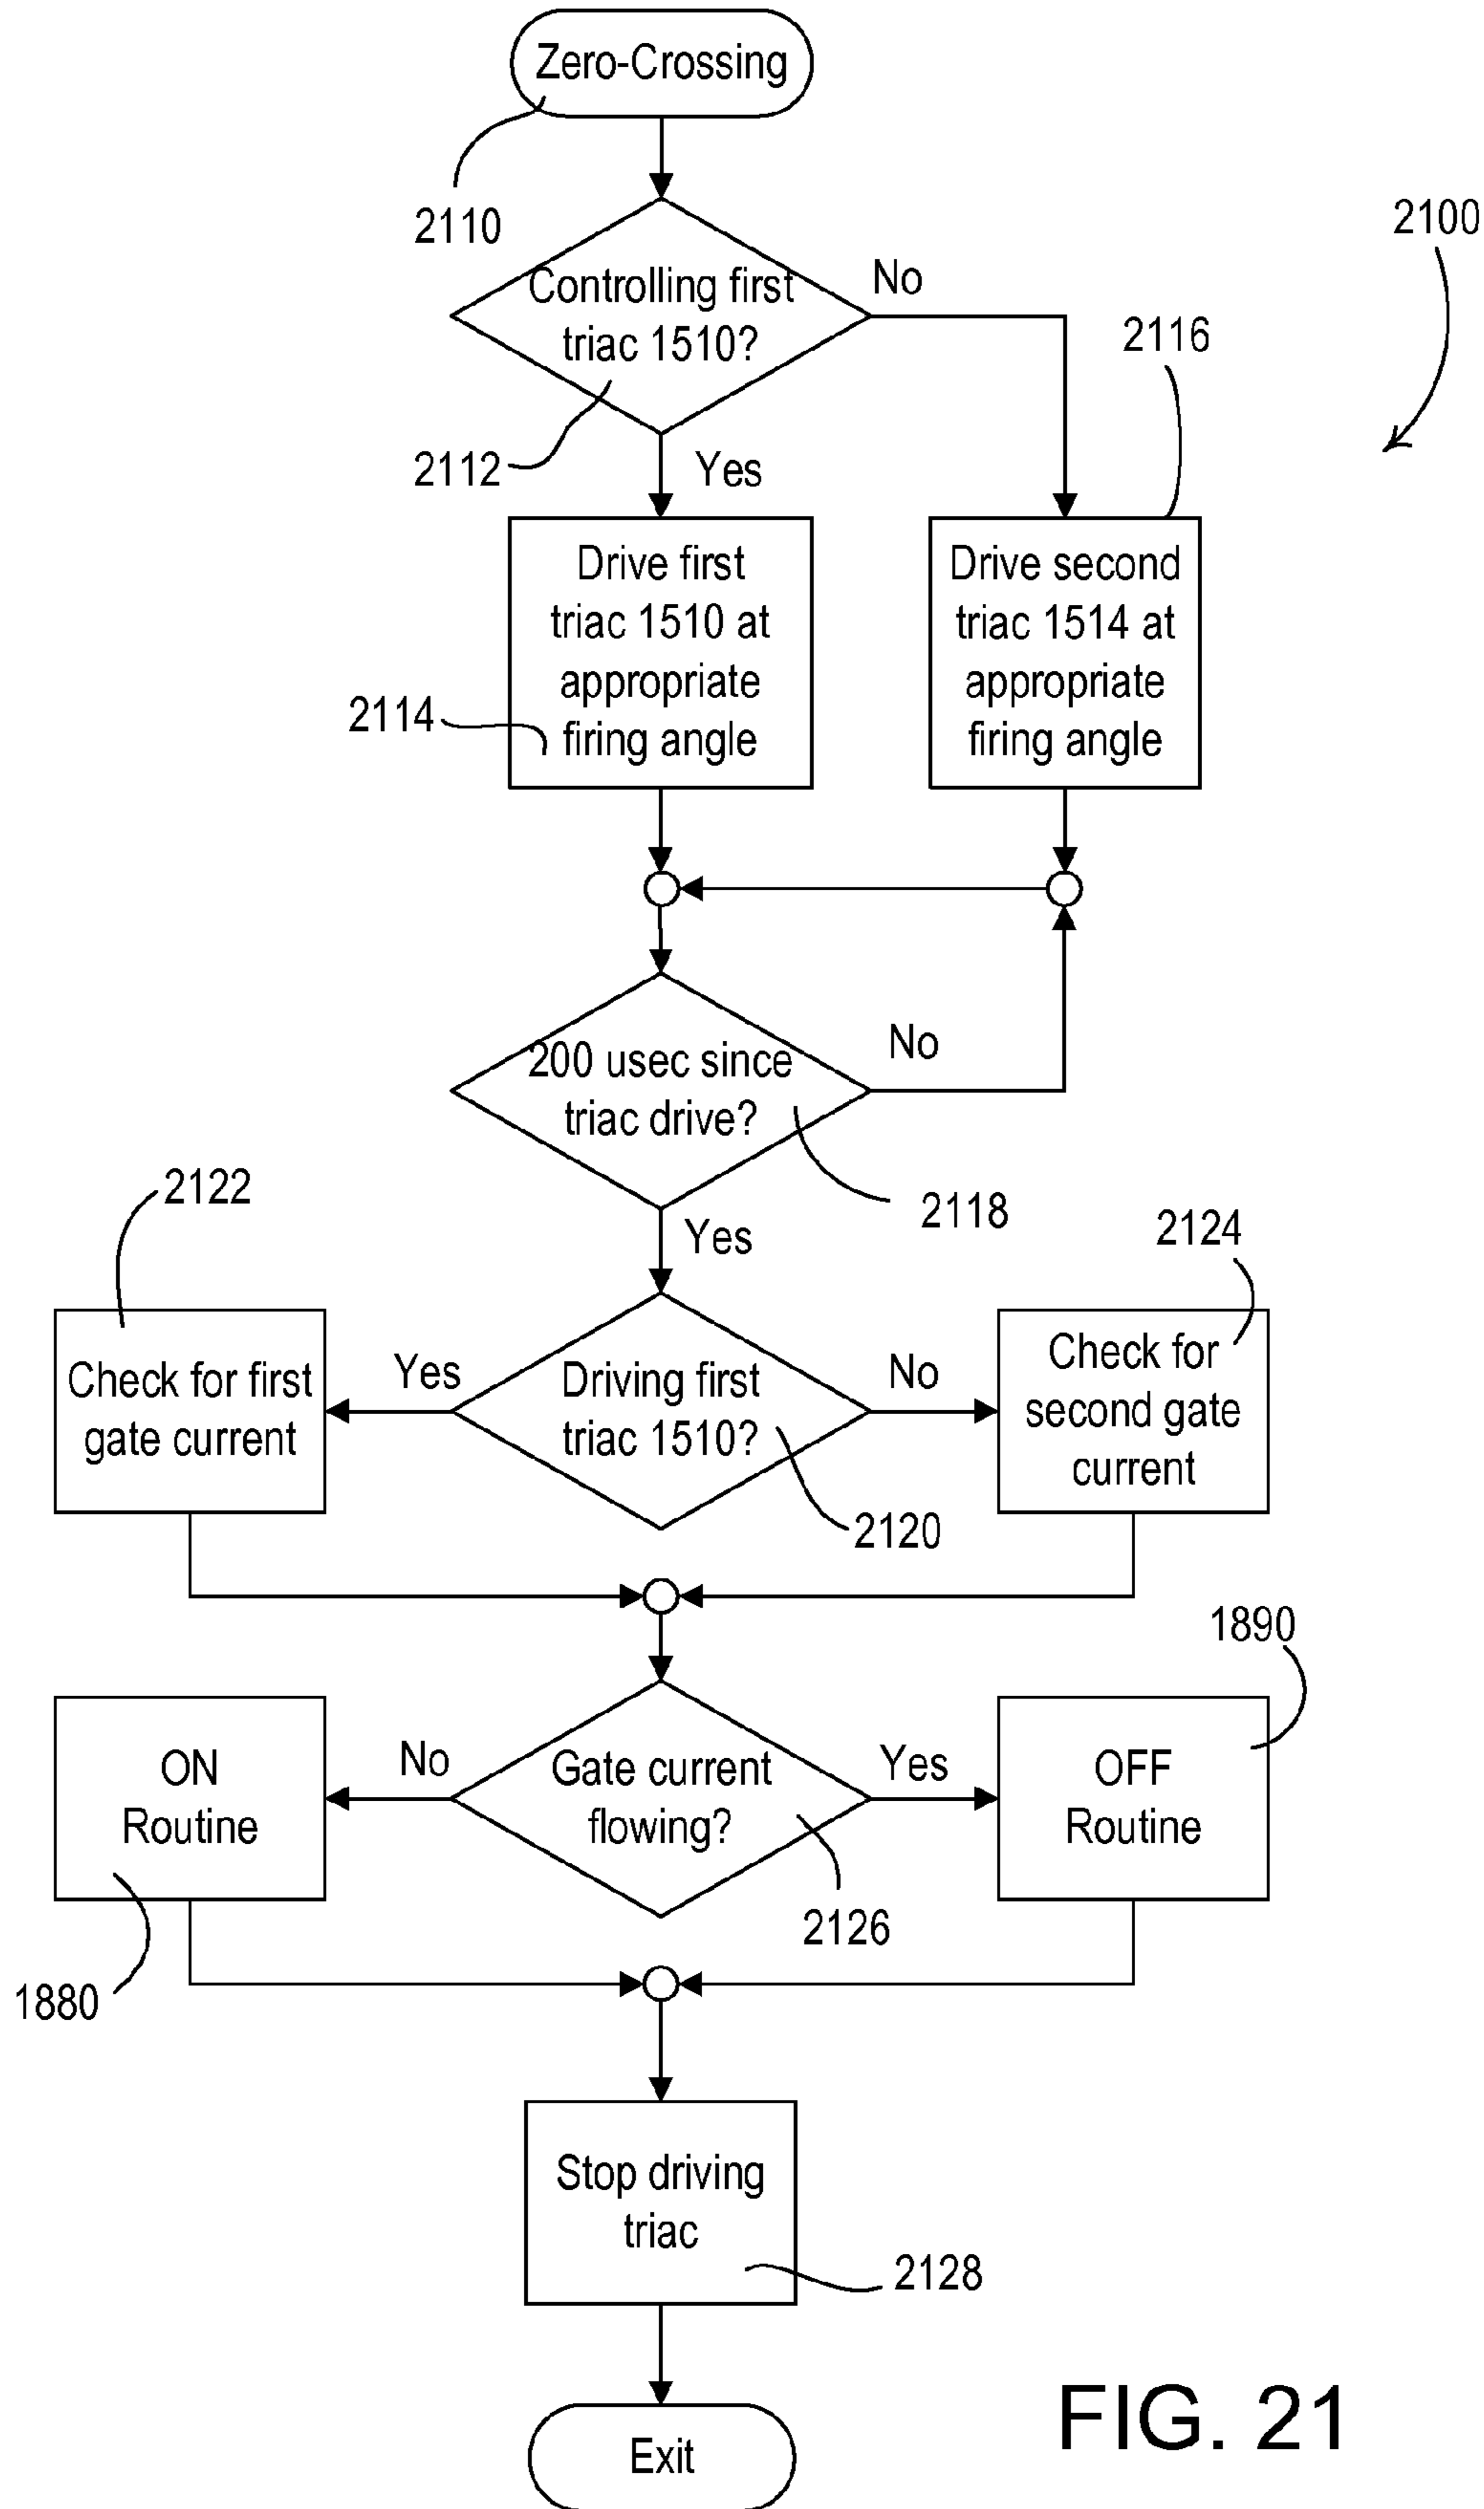 Zero-Crossing
2110
2100
Controlling first
triac 1510?
No
2116
2112
Yes
Drive first
triac 1510 at
appropriate
firing angle
2114
Drive second
triac 1514 at
appropriate
firing angle
200 usec since
triac drive?
No
2118
Yes
2122
2124
Check for first
gate current
Yes
Driving first
triac 1510?
No
Check for
second gate
current
2120
1890
ON
Routine
No
Gate current
flowing?
Yes
OFF
Routine
2126
1880
Stop driving
triac
2128
Exit
FIG. 21